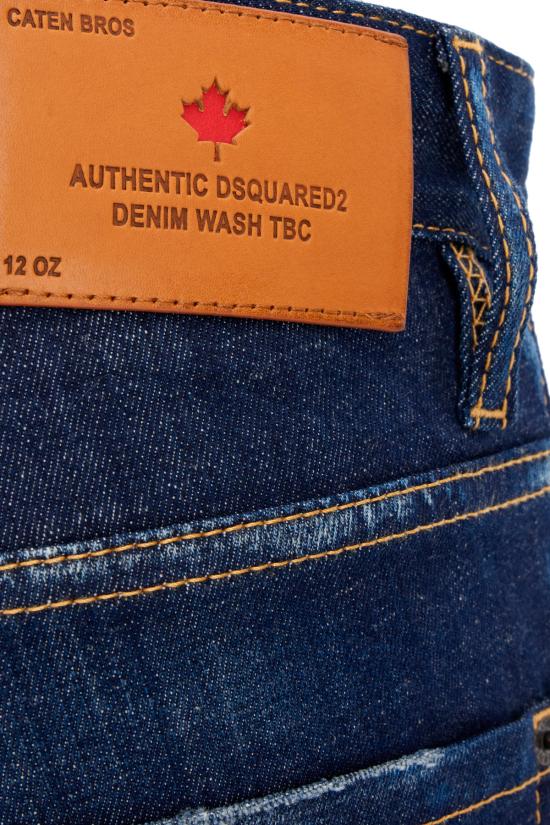 CATEN BROS
AUTHENTIC DSQUARED2
DENIM WASH TBC
12 OZ